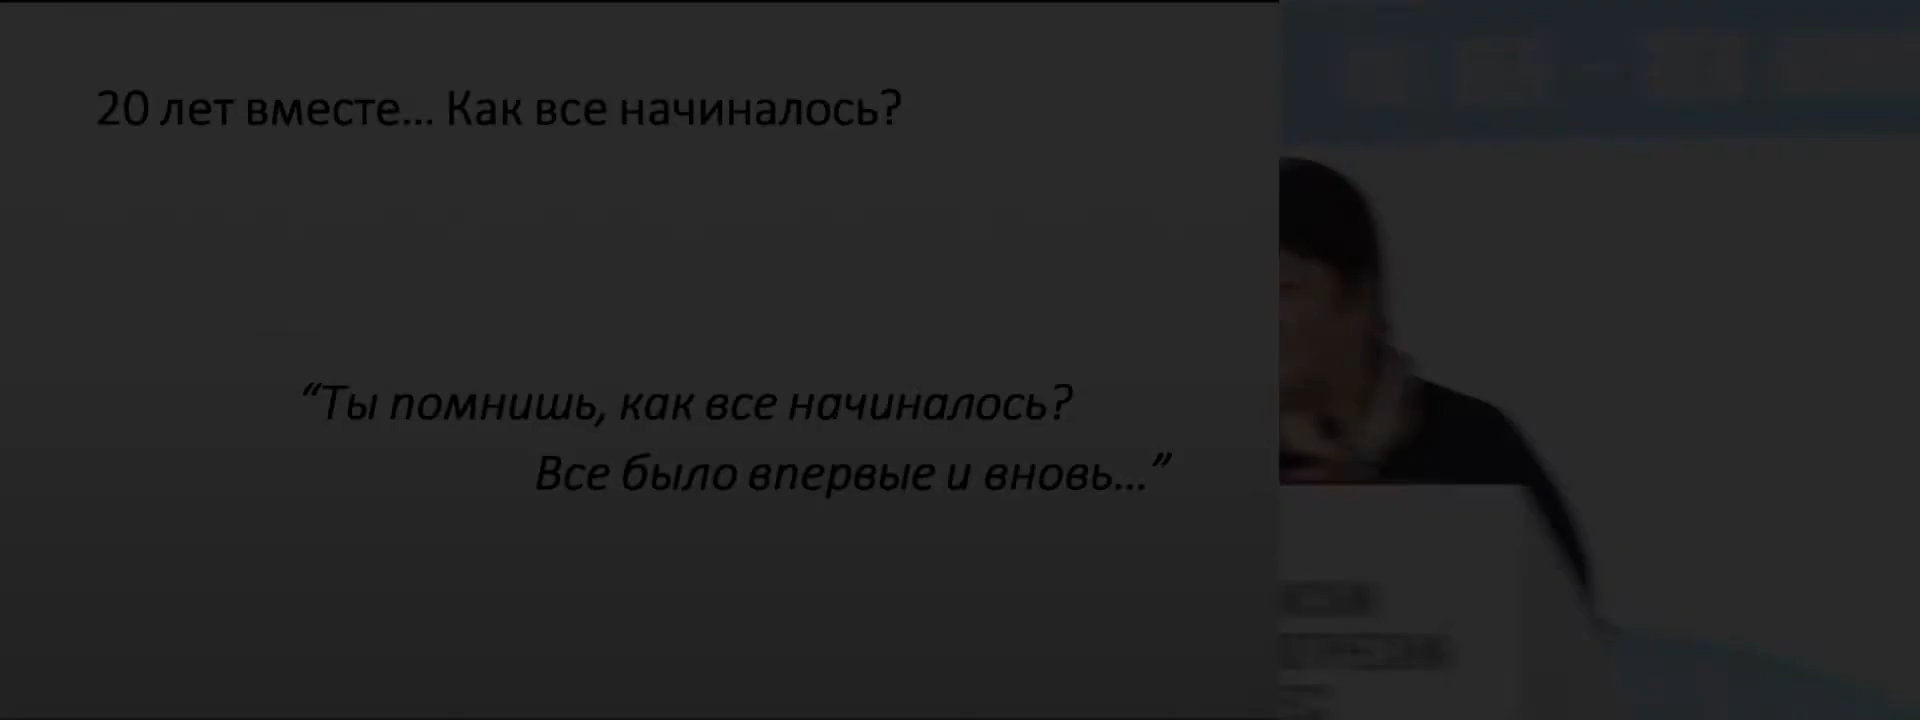 20 лет вместе... Как все начиналось?
“Ты помнишь, как все начиналось?
Все было впервые и вновь...”